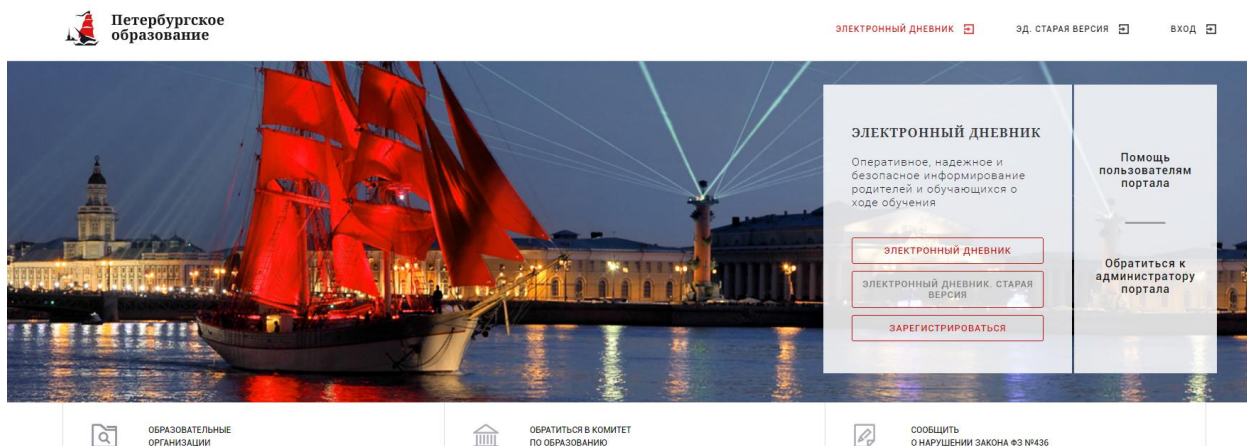 Петербургское
образование
ЭЛЕКТРОННЫЙ ДНЕВНИК
ЭД. СТАРАЯ ВЕРСИЯ
ВХОД
ЭЛЕКТРОННЫЙ ДНЕВНИК
Оперативное, надежное и
безопасное информирование
родителей и обучающихся о
ходе обучения
ЭЛЕКТРОННЫЙ ДНЕВНИК
ЭЛЕКТРОННЫЙ ДНЕВНИК. СТАРАЯ
ВЕРСИЯ
ЗАРЕГИСТРИРОВАТЬСЯ
Помощь
пользователям
портала
Обратиться к
администратору
портала
ОБРАЗОВАТЕЛЬНЫЕ
ОРГАНИЗАЦИИ
ОБРАТИТЬСЯ В КОМИТЕТ
ПО ОБРАЗОВАНИЮ
СООБЩИТЬ
О НАРУШЕНИИ ЗАКОНА ФЗ №436